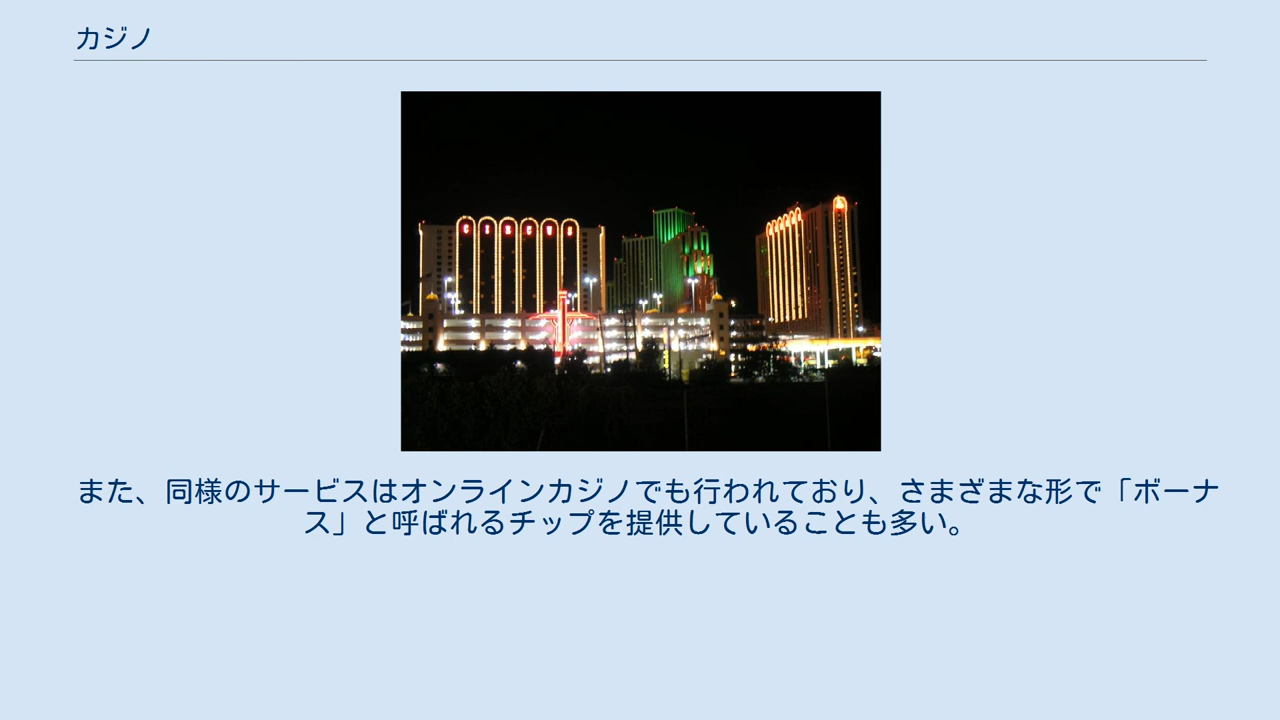 カジノ
CIRCUS
また、同様のサービスはオンラインカジノでも行われており、さまざまな形で「ボーナ
ス」と呼ばれるチップを提供していることも多い。